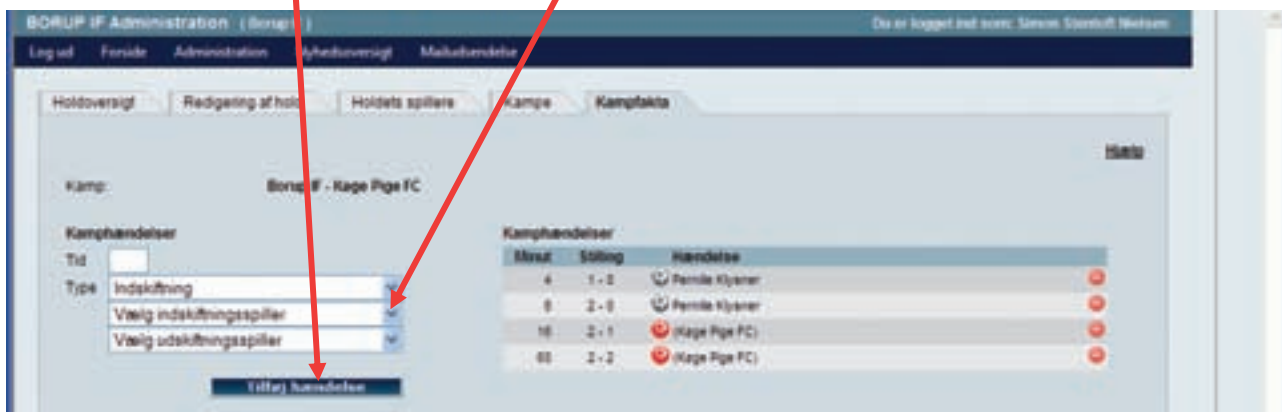 BORUP IF Administration (Borup IF) Du er logget ind som: Simon Stenloft Nielsen
Log ud Forside Administration Nyhedsoversigt Mailudsendelse
Holdoversigt Redigering af hold Holdets spillere Kampe Kampfakta
Hjælp
Kamp: Borup IF - Køge Pige FC
Kamphændelser Kamphændelser
Tid Minut Stilling Hændelse
4 1 - 0 Pernille Klysner
Type Indskiftning
8 2 - 0 Pernille Klysner
Vælg indskiftningsspiller
16 2 - 1 (Køge Pige FC)
Vælg udskiftningsspiller
2 - 2 (Køge Pige FC)
Tilføj hændelse